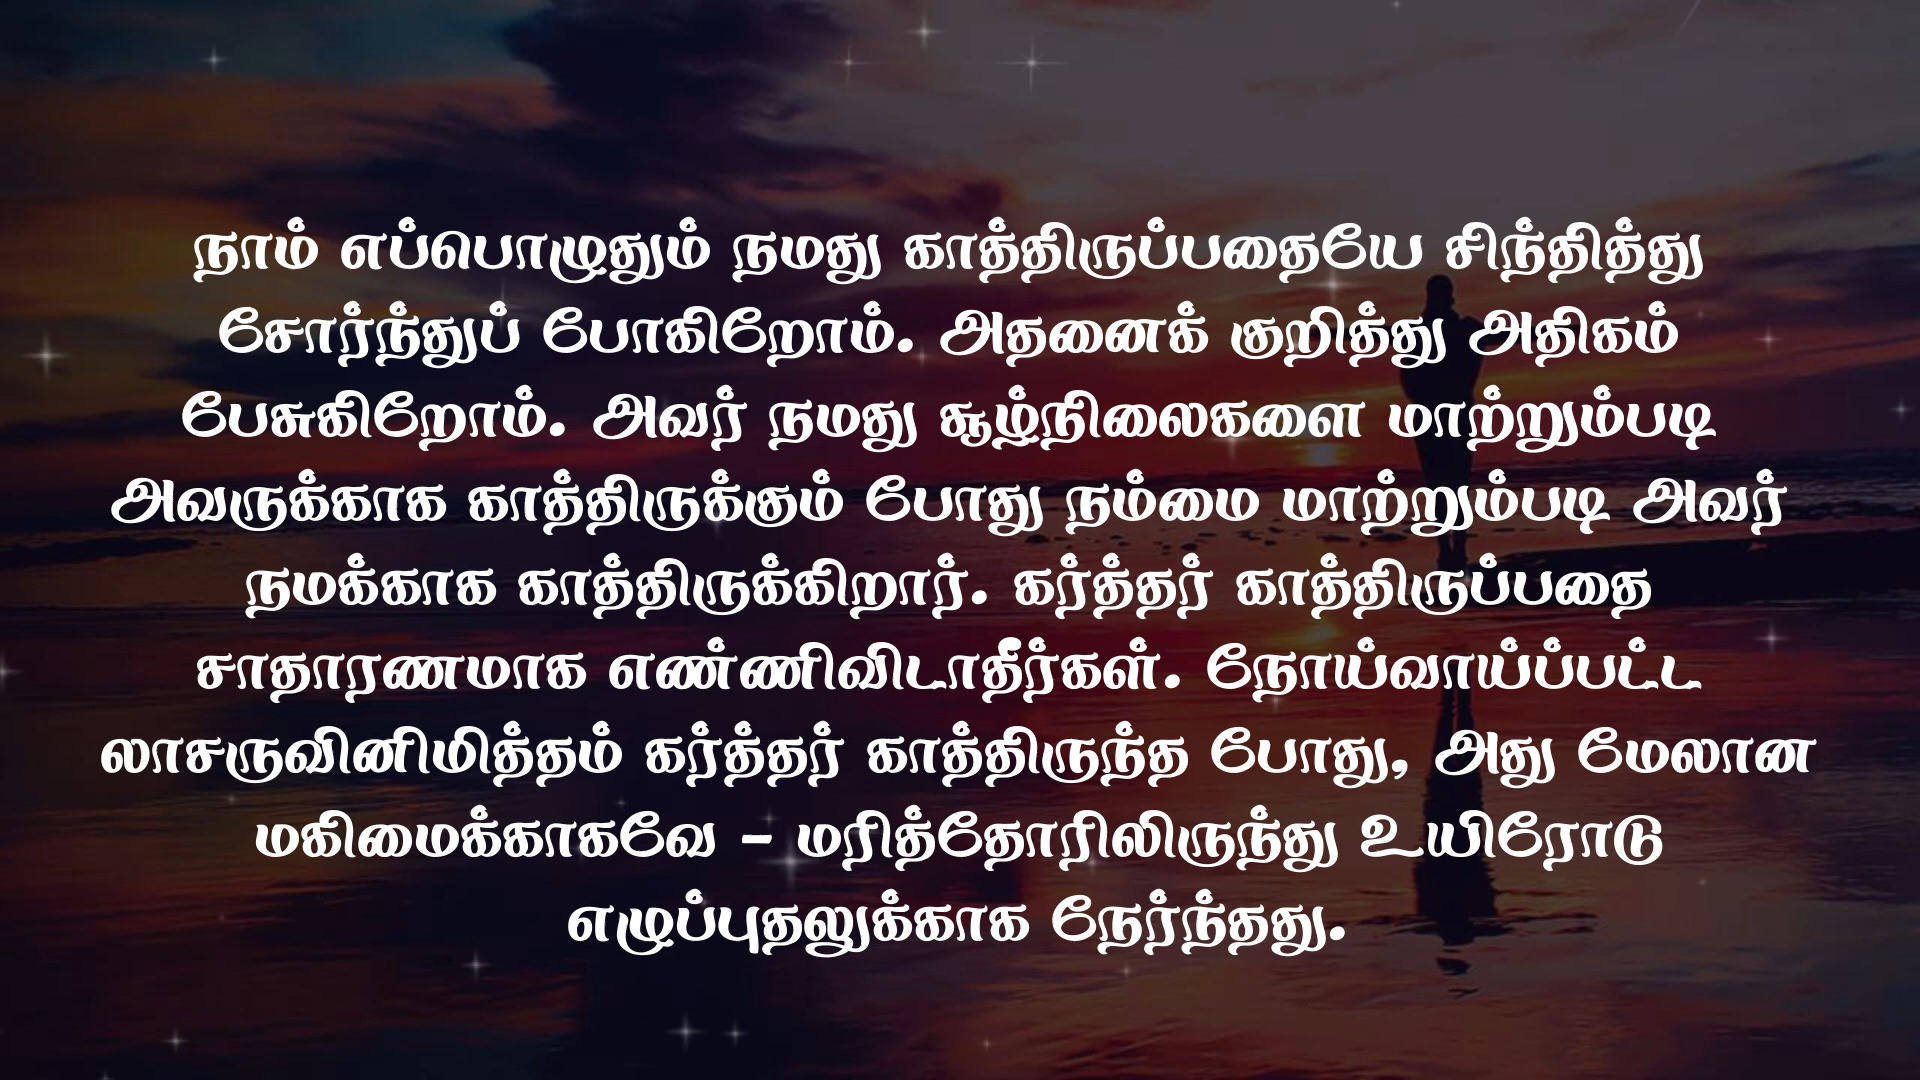 நாம் எப்பொழுதும் நமது காத்திருப்பதையே சிந்தித்து
சோர்ந்துப் போகிறோம். அதனைக் குறித்து அதிகம்
பேசுகிறோம். அவர் நமது சூழ்நிலைகளை மாற்றும்படி
அவருக்காக காத்திருக்கும் போது நம்மை மாற்றும்படி அவர்
நமக்காக காத்திருக்கிறார். கர்த்தர் காத்திருப்பதை
சாதாரணமாக எண்ணிவிடாதீர்கள். நோய்வாய்ப்பட்ட
லாசருவினிமித்தம் கர்த்தர் காத்திருந்த போது, அது மேலான
மகிமைக்காகவே - மரித்தோரிலிருந்து உயிரோடு
எழுப்புதலுக்காக நேர்ந்தது.